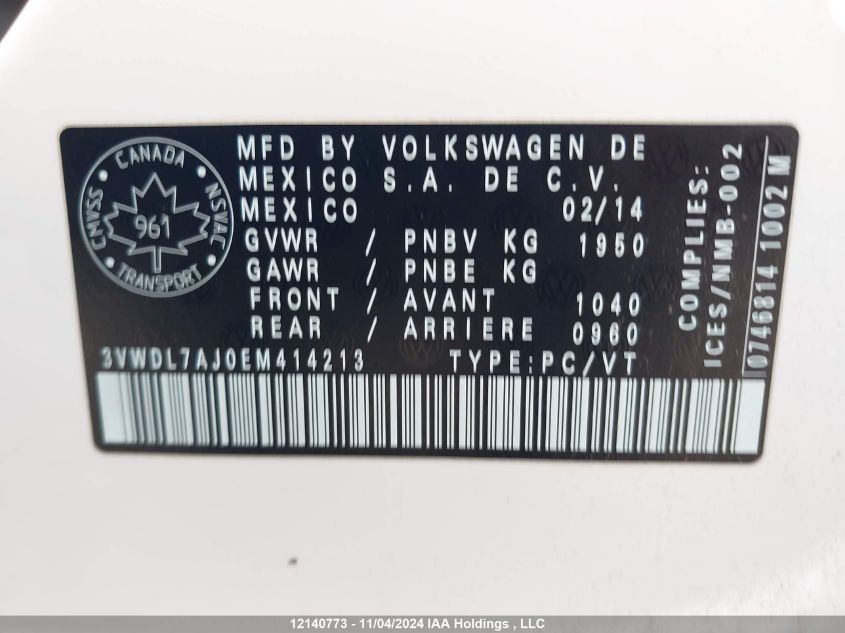 CANADA
CMVSS
NSVAC
961
TRANSPORT
MFD BY VOLKSWAGEN DE
MEXICO S.A. DE C.V.
MEXICO 02/14
GVWR / PNBV KG 1950
GAWR / PNBE KG
FRONT / AVANT 1040
REAR / ARRIERE 0960
3VWDL7AJ0EM414213 TYPE:PC/VT
COMPLIES:
ICES/NMB-002
0746814 1002 M
12140773 - 11/04/2024 IAA Holdings , LLC